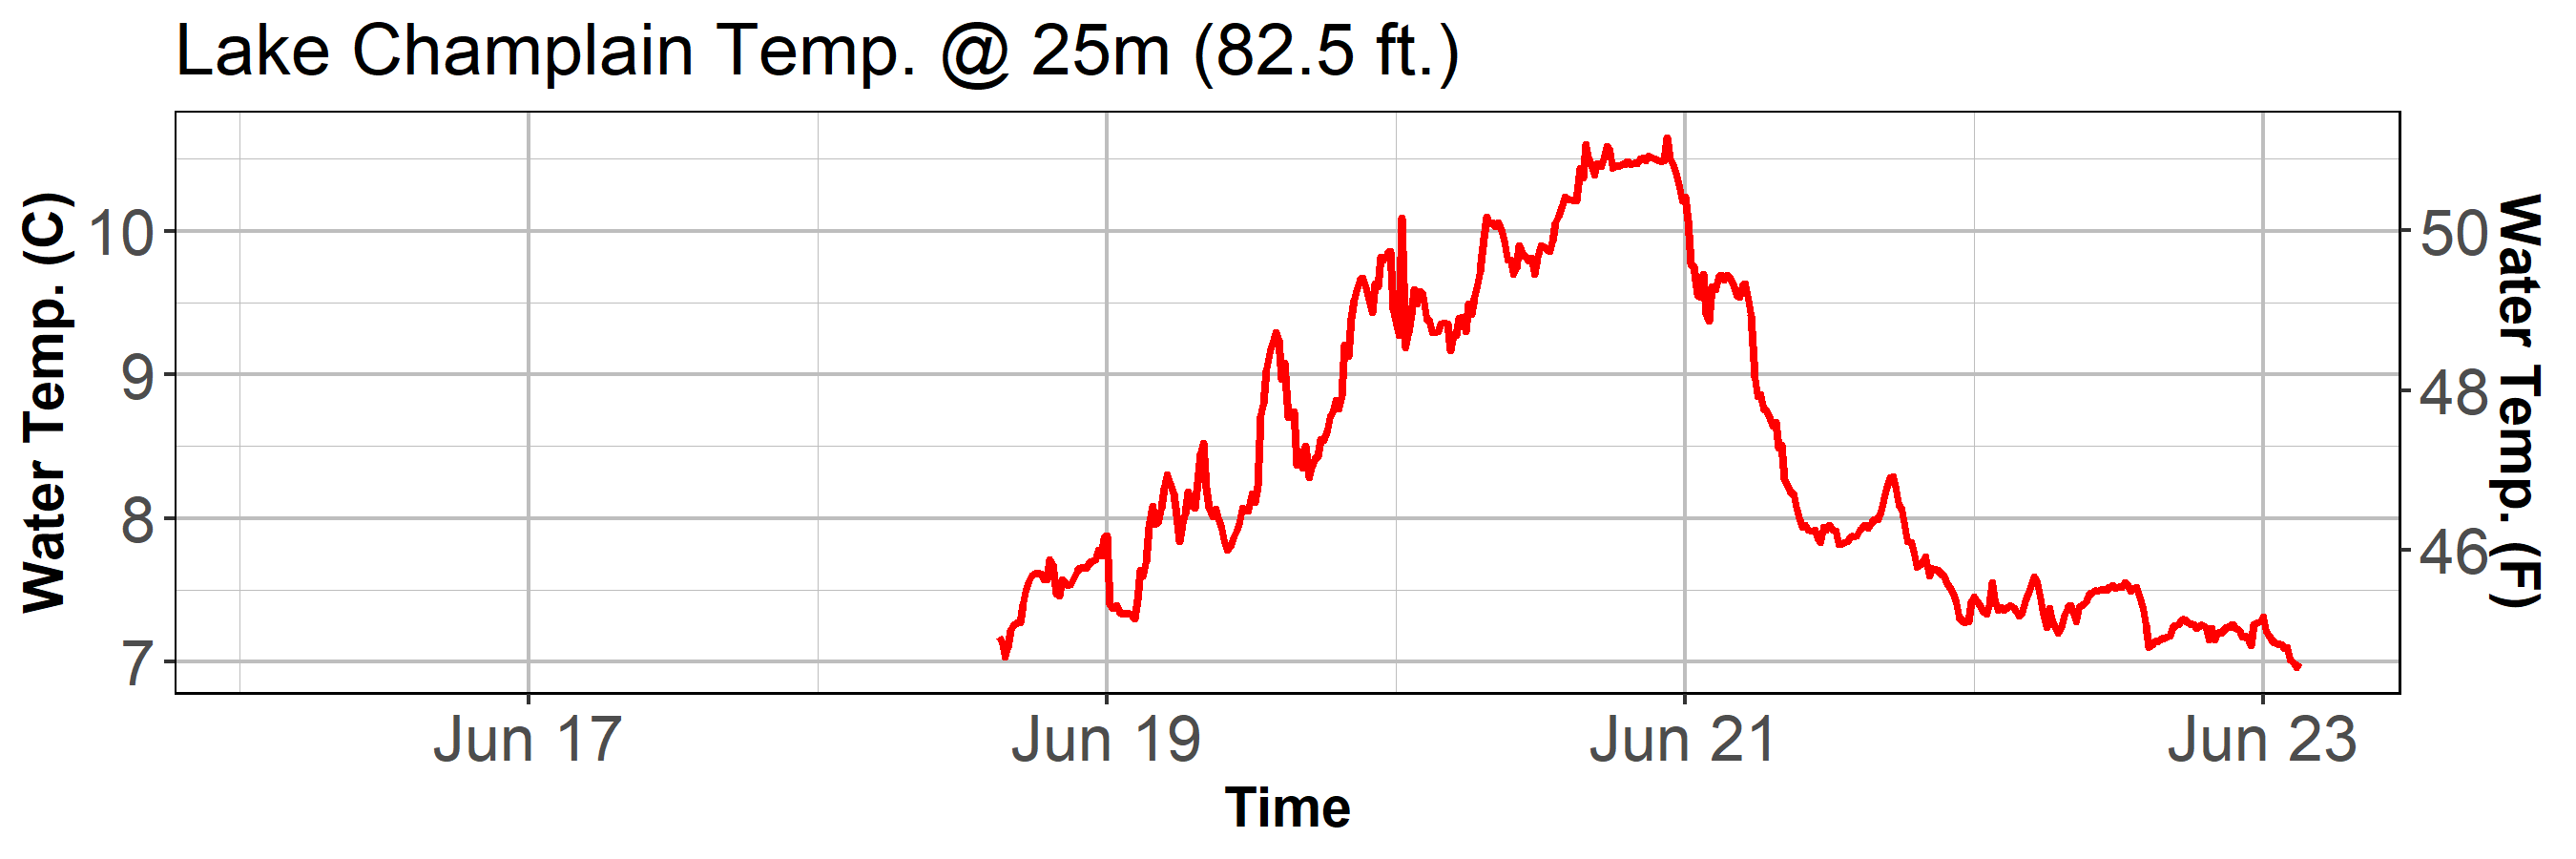 Lake Champlain Temp. @ 25m (82.5 ft.)
Water Temp. (C)
10
9
8
7
50
48
46
Water Temp. (F)
Jun 17
Jun 19
Jun 21
Jun 23
Time